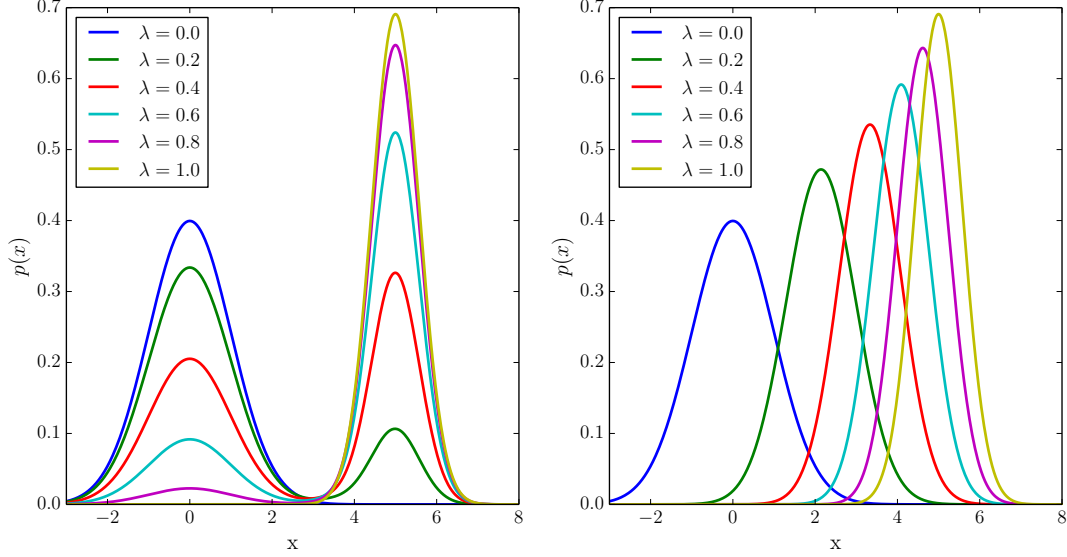 0.7
0.6
0.5
0.4
0.3
0.2
0.1
0.0
p(x)
−2 0 2 4 6 8
x
λ = 0.0
λ = 0.2
λ = 0.4
λ = 0.6
λ = 0.8
λ = 1.0
0.7
0.6
0.5
0.4
0.3
0.2
0.1
0.0
p(x)
−2 0 2 4 6 8
x
λ = 0.0
λ = 0.2
λ = 0.4
λ = 0.6
λ = 0.8
λ = 1.0